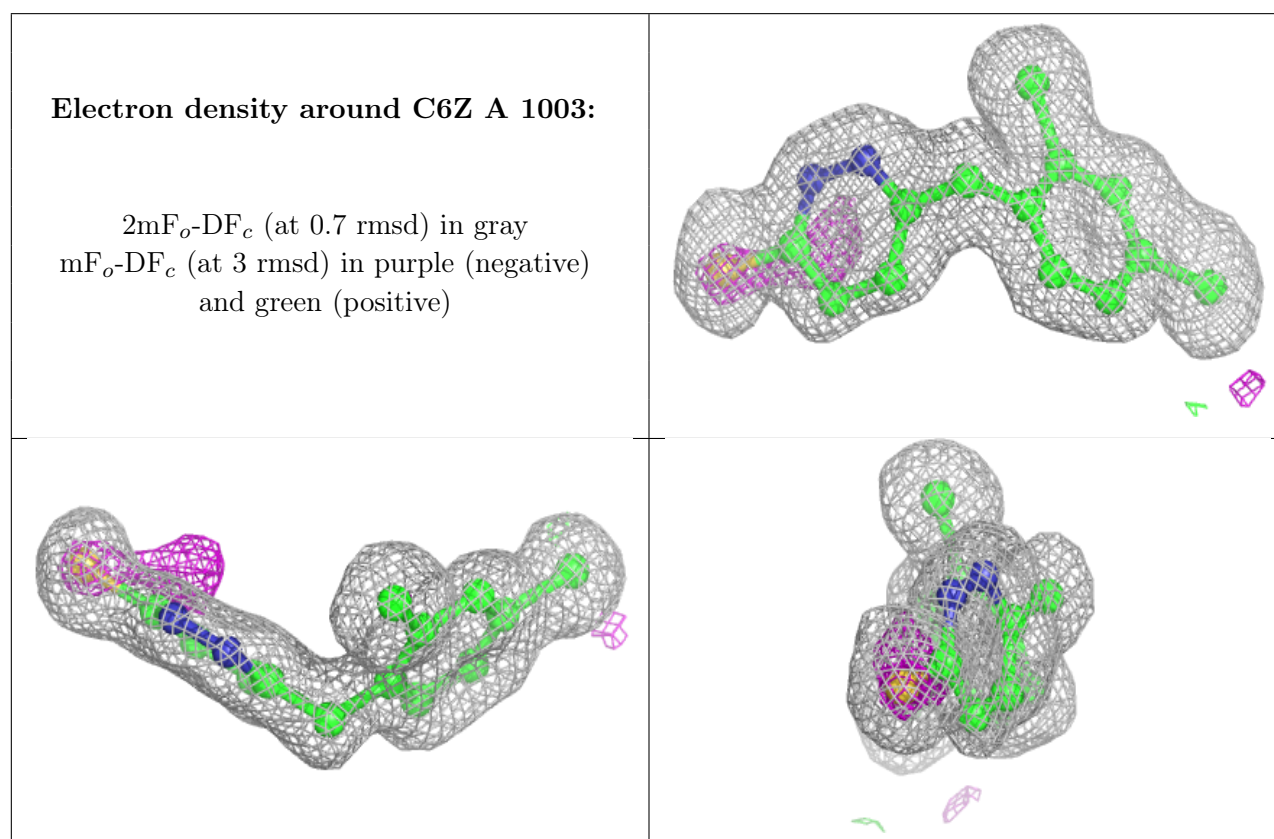 Electron density around C6Z A 1003:
2mFo-DFc (at 0.7 rmsd) in gray
mFo-DFc (at 3 rmsd) in purple (negative)
and green (positive)